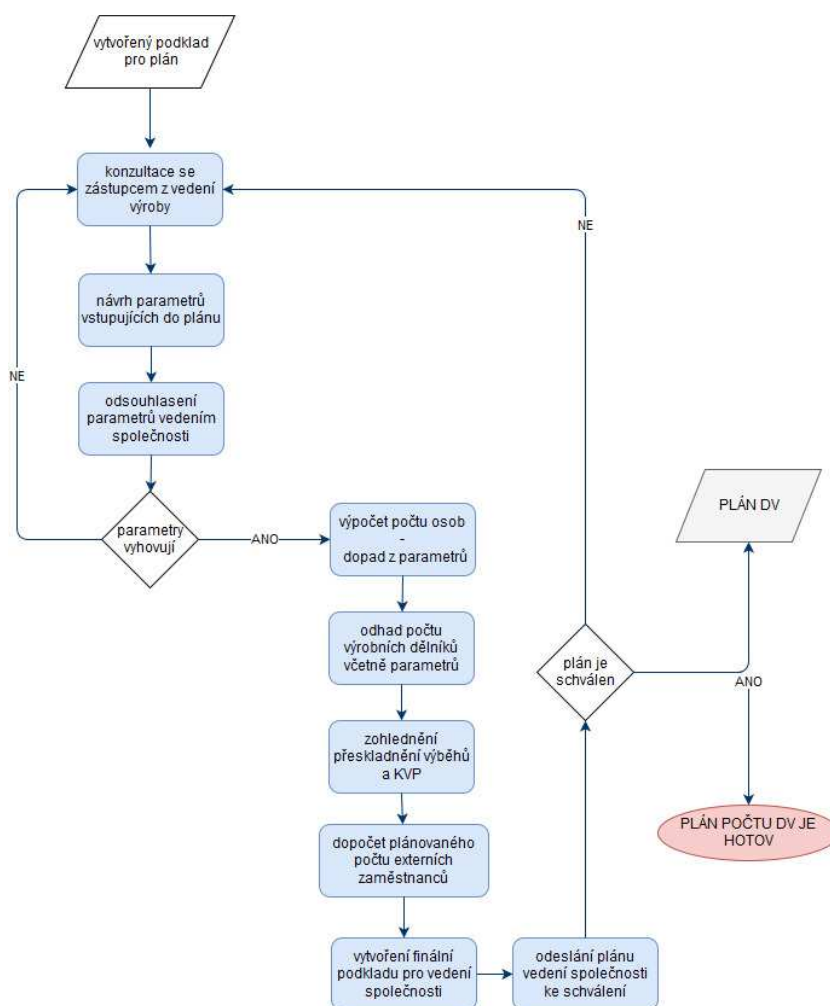 vytvořený podklad
pro plán
konzultace se
zástupcem z vedení
výroby
NE
návrh parametrů
vstupujících do plánu
NE
odsouhlasení
parametrů vedením
společnosti
parametry
vyhovují
ANO
výpočet počtu osob
-
dopad z parametrů
odhad počtu
výrobních dělníků
včetně parametrů
zohlednění
přeskladnění výběhů
a KVP
dopočet plánovaného
počtu externích
zaměstnanců
vytvoření finální
podkladu pro vedení
společnosti
odeslání plánu
vedení společnosti
ke schválení
plán je
schválen
ANO
PLÁN DV
PLÁN POČTU DV JE
HOTOV